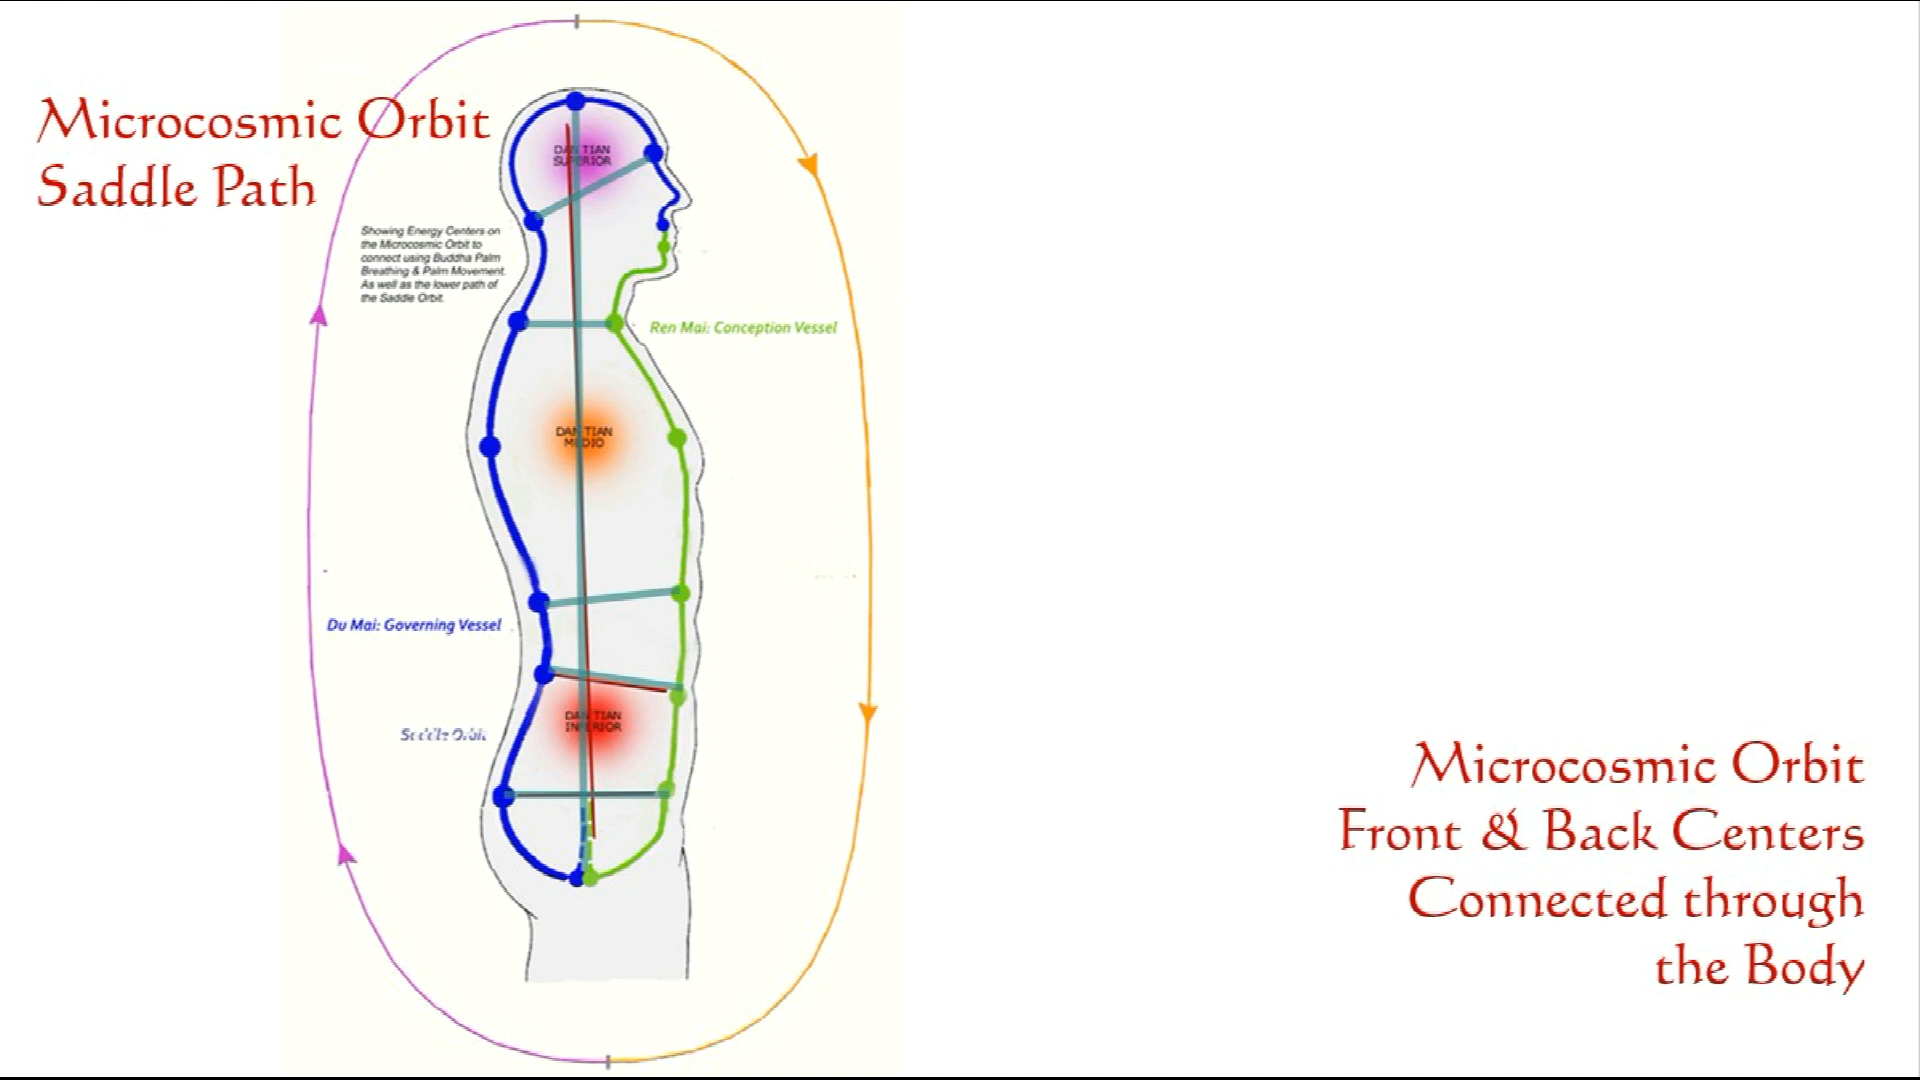 Microcosmic Orbit
Saddle Path
DAN TIAN
SUPERIOR
Showing Energy Centers on
the Microcosmic Orbit to
connect using Buddha Palm
Breathing & Palm Movement.
As well as the lower path of
the Saddle Orbit.
Ren Mai: Conception Vessel
DAN TIAN
MEDIO
Du Mai: Governing Vessel
DAN TIAN
INFERIOR
Saddle Orbit
Microcosmic Orbit
Front & Back Centers
Connected through
the Body